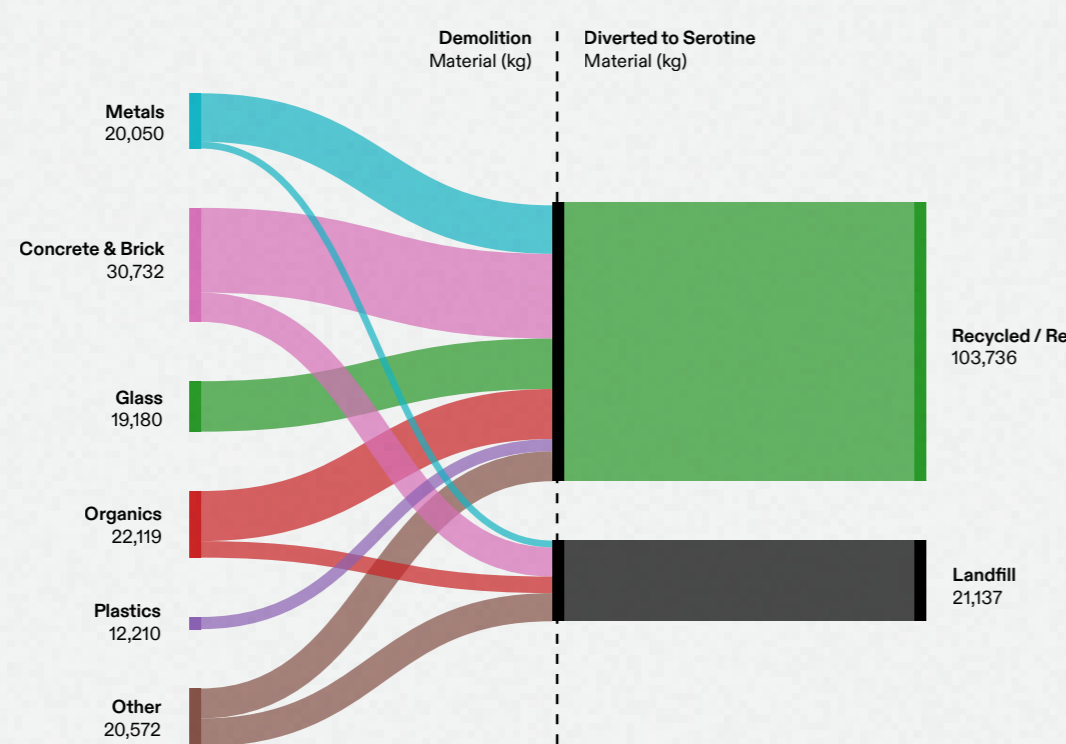 Demolition
Material (kg)
Diverted to Serotine
Material (kg)
Metals
20,050
Concrete & Brick
30,732
Glass
19,180
Organics
22,119
Plastics
12,210
Other
20,572
Recycled / Re
103,736
Landfill
21,137